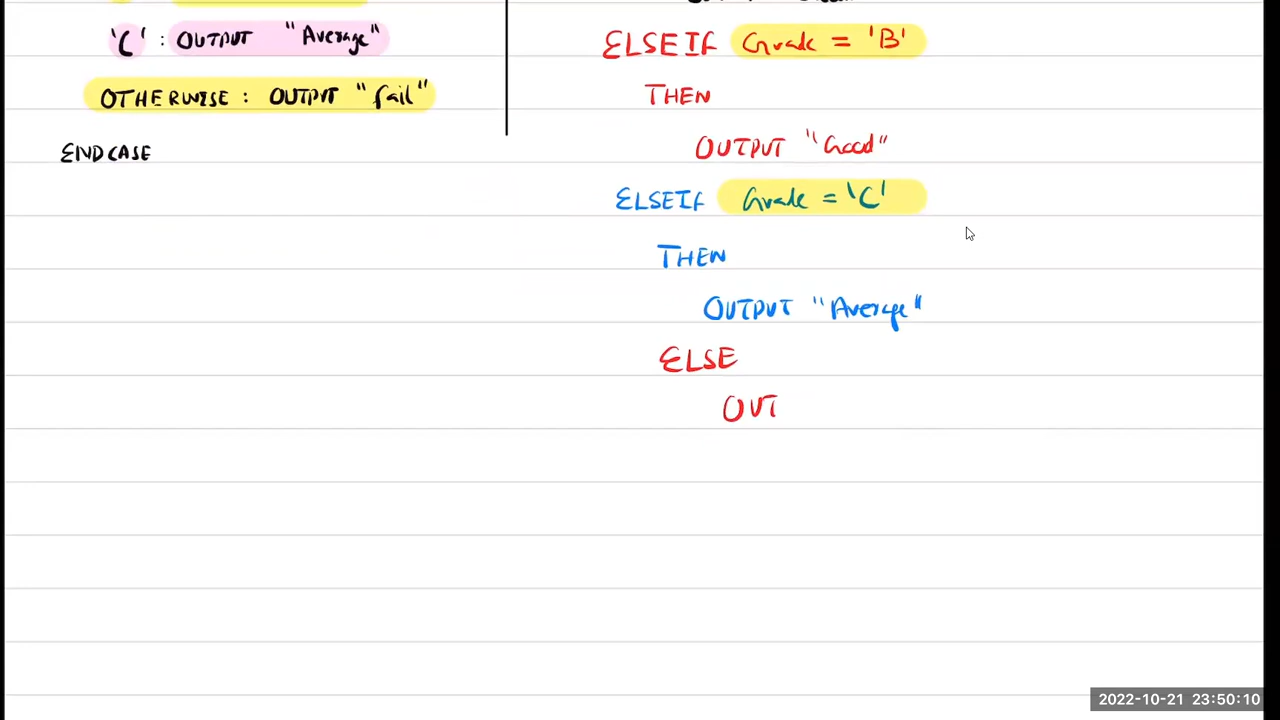 'C' : OUTPUT "Average"
OTHERWISE : OUTPUT "fail"
ENDCASE
ELSEIF Grade = 'B'
THEN
OUTPUT "Good"
ELSEIF Grade = 'C'
THEN
OUTPUT "Average"
ELSE
OUT
2022-10-21 23:50:10